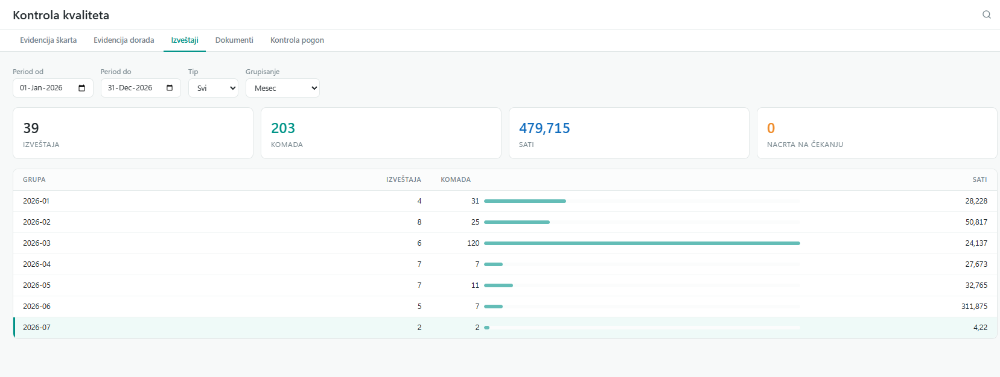 Kontrola kvaliteta
Evidencija škarta Evidencija dorada Izveštaji Dokumenti Kontrola pogon
Period od Period do Tip Grupisanje
01-Jan-2026 31-Dec-2026 Svi Mesec
39 203 479,715 0
IZVEŠTAJA KOMADA SATI NACRTA NA ČEKANJU
GRUPA IZVEŠTAJA KOMADA SATI
2026-01 4 31 28,228
2026-02 8 25 50,817
2026-03 6 120 24,137
2026-04 7 7 27,673
2026-05 7 11 32,765
2026-06 5 7 311,875
2026-07 2 2 4,22